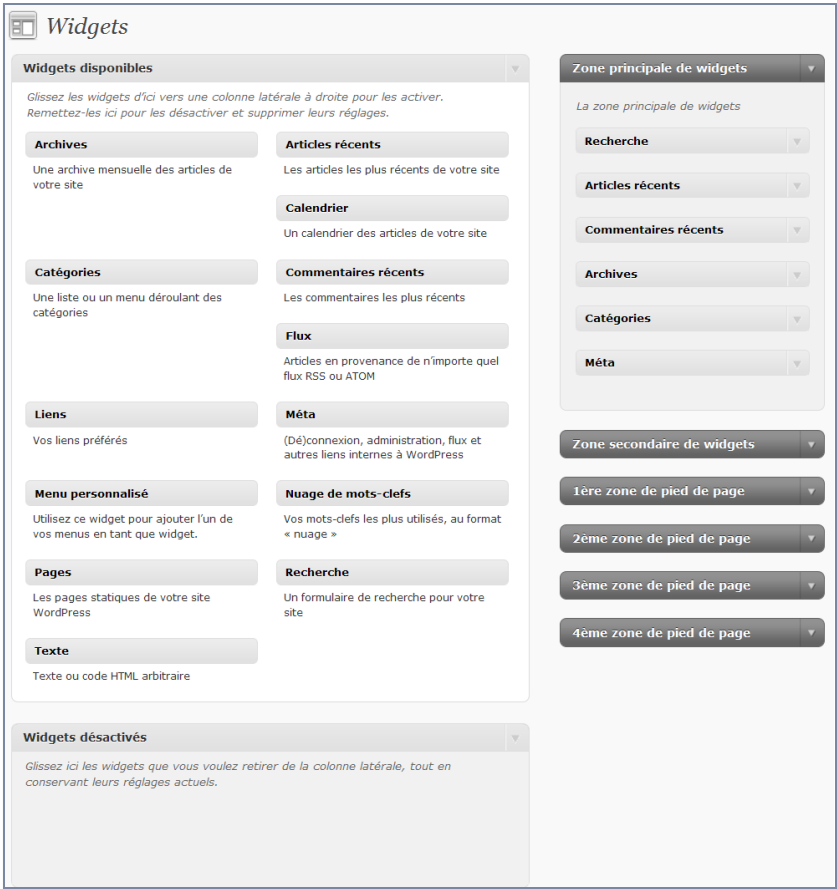 Widgets
Widgets disponibles
Glissez les widgets d'ici vers une colonne latérale à droite pour les activer.
Remettez-les ici pour les désactiver et supprimer leurs réglages.
Archives
Une archive mensuelle des articles de
votre site
Articles récents
Les articles les plus récents de votre site
Calendrier
Un calendrier des articles de votre site
Catégories
Une liste ou un menu déroulant des
catégories
Commentaires récents
Les commentaires les plus récents
Flux
Articles en provenance de n'importe quel
flux RSS ou ATOM
Liens
Vos liens préférés
Méta
(Dé)connexion, administration, flux et
autres liens internes à WordPress
Menu personnalisé
Utilisez ce widget pour ajouter l'un de
vos menus en tant que widget.
Nuage de mots-clefs
Vos mots-clefs les plus utilisés, au format
« nuage »
Pages
Les pages statiques de votre site
WordPress
Recherche
Un formulaire de recherche pour votre
site
Texte
Texte ou code HTML arbitraire
Widgets désactivés
Glissez ici les widgets que vous voulez retirer de la colonne latérale, tout en
conservant leurs réglages actuels.
Zone principale de widgets
La zone principale de widgets
Recherche
Articles récents
Commentaires récents
Archives
Catégories
Méta
Zone secondaire de widgets
1ère zone de pied de page
2ème zone de pied de page
3ème zone de pied de page
4ème zone de pied de page